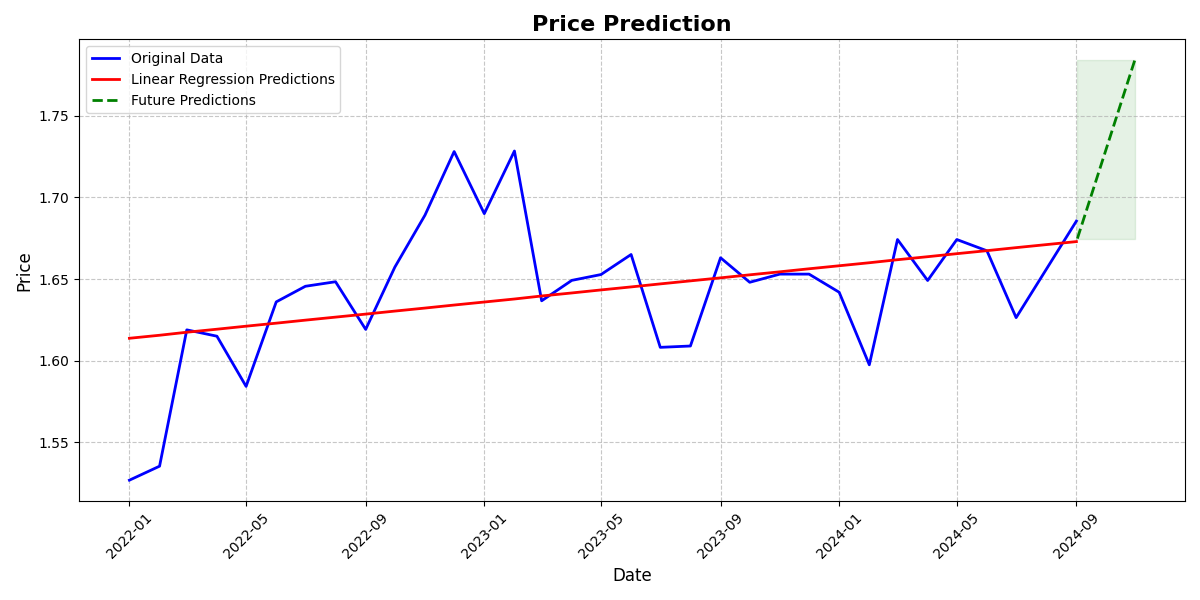 Price Prediction
Original Data
Linear Regression Predictions
Future Predictions
Price
1.75
1.70
1.65
1.60
1.55
2022-01
2022-05
2022-09
2023-01
2023-05
2023-09
2024-01
2024-05
2024-09
Date